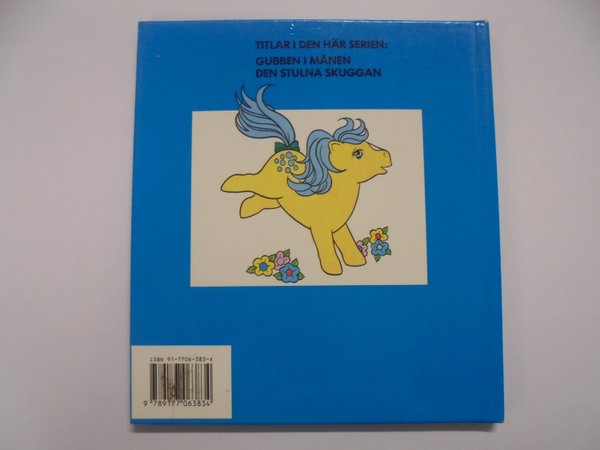 TITLAR I DEN HÄR SERIEN:
GUBBEN I MÅNEN
DEN STULNA SKUGGAN
ISBN 91-7706-383-X
9 789177 063834